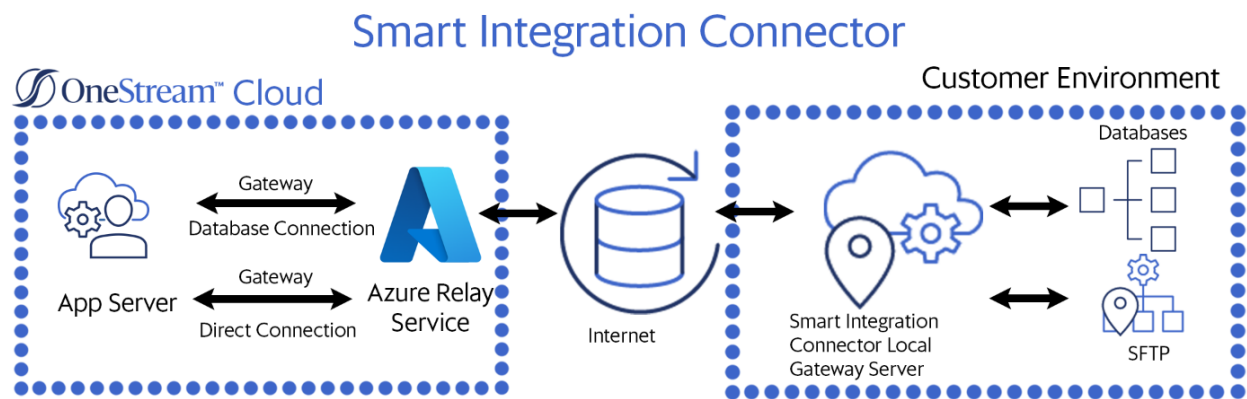 Smart Integration Connector
OneStream™ Cloud
Customer Environment
Gateway
Database Connection
Gateway
Direct Connection
App Server
Azure Relay
Service
Internet
Smart Integration
Connector Local
Gateway Server
Databases
SFTP